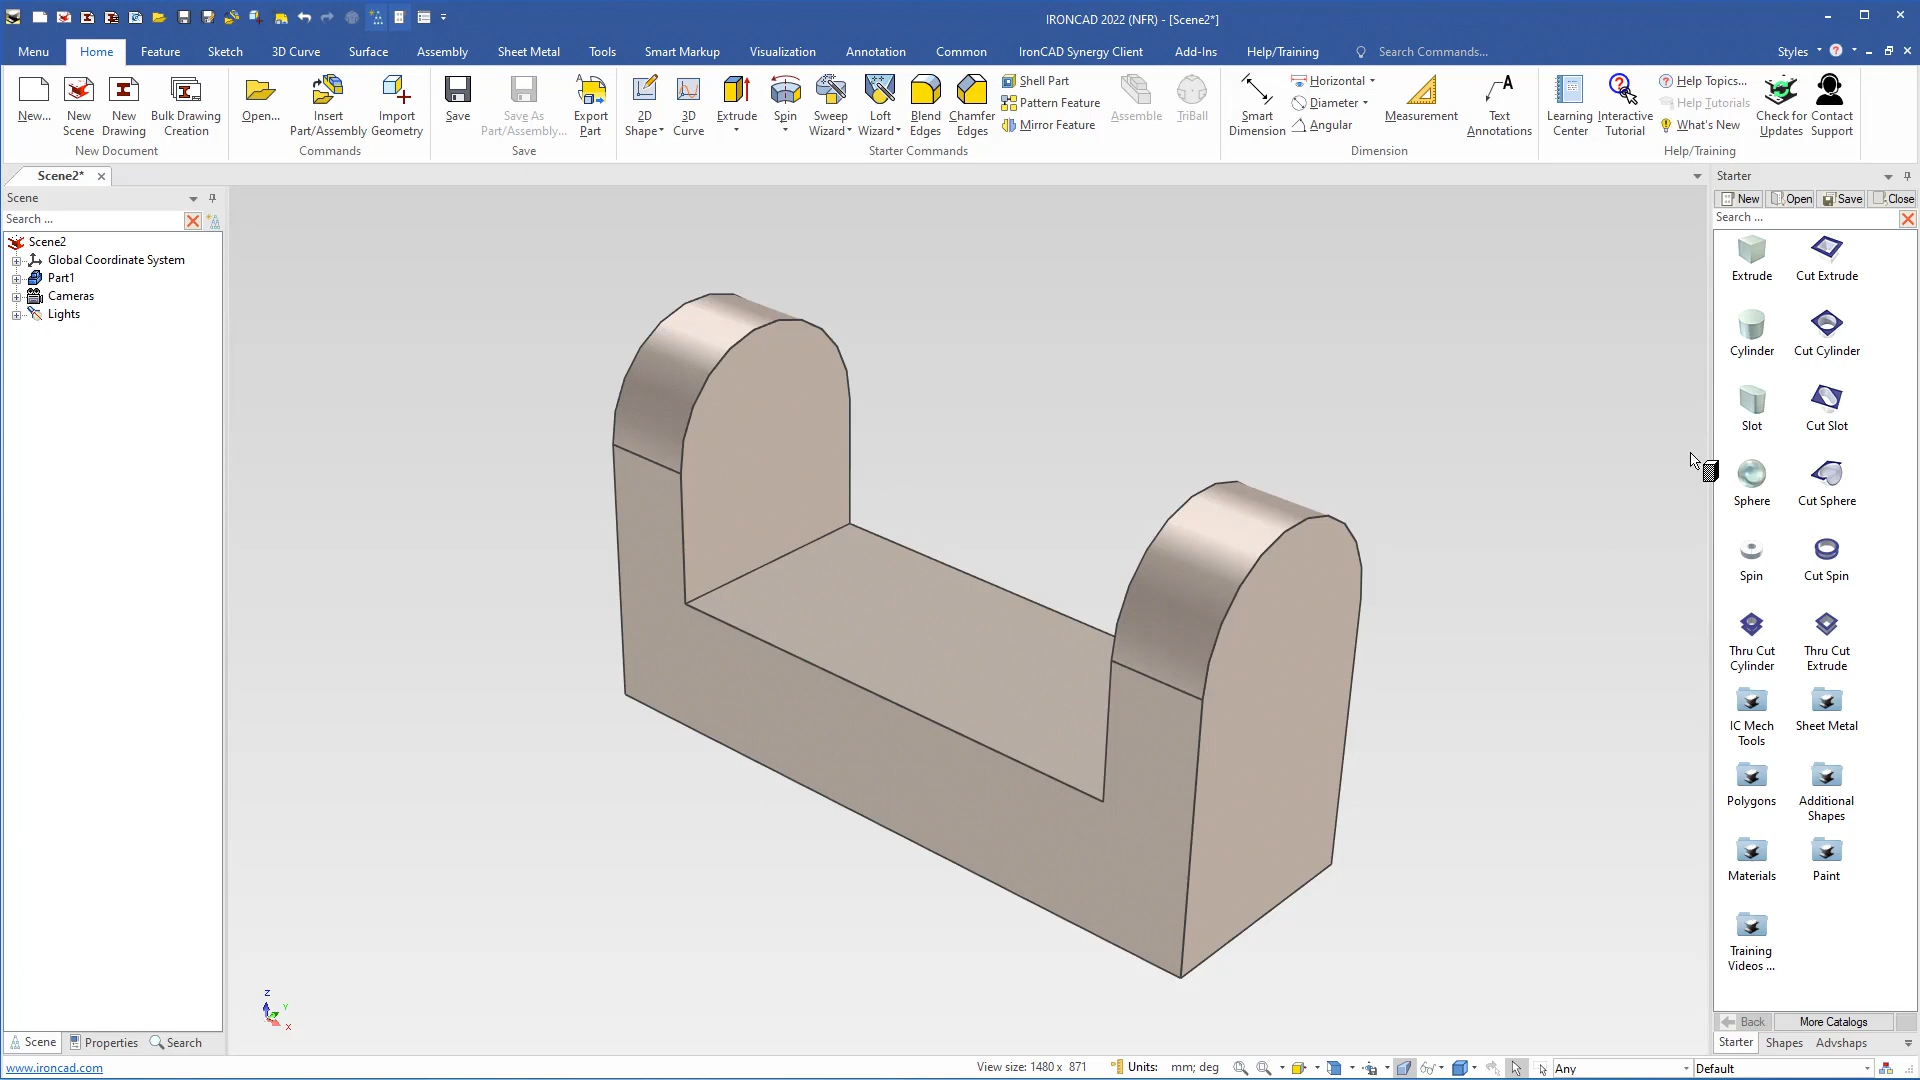 IRONCAD 2022 (NFR) - [Scene2*]
Menu Home Feature Sketch 3D Curve Surface Assembly Sheet Metal Tools Smart Markup Visualization Annotation Common IronCAD Synergy Client Add-Ins Help/Training Search Commands... Styles
New...
New Scene
New Drawing
Bulk Drawing Creation
New Document
Open...
Insert Part/Assembly
Import Geometry
Commands
Save
Save As Part/Assembly...
Export Part
Save
2D Shape
3D Curve
Extrude
Spin
Sweep Wizard
Loft Wizard
Blend Edges
Chamfer Edges
Shell Part
Pattern Feature
Mirror Feature
Assemble
TriBall
Starter Commands
Smart Dimension
Horizontal
Diameter
Angular
Measurement
Text Annotations
Dimension
Learning Center
Interactive Tutorial
Help Topics...
Help Tutorials
What's New
Check for Updates
Contact Support
Help/Training
Scene2*
Scene
Search ...
Scene2
Global Coordinate System
Part1
Cameras
Lights
Z
Y
X
Starter
New Open Save Close
Search ...
Extrude
Cut Extrude
Cylinder
Cut Cylinder
Slot
Cut Slot
Sphere
Cut Sphere
Spin
Cut Spin
Thru Cut Cylinder
Thru Cut Extrude
IC Mech Tools
Sheet Metal
Polygons
Additional Shapes
Materials
Paint
Training Videos ...
Back More Catalogs
Starter Shapes Advshaps
Scene Properties Search
www.ironcad.com
View size: 1480 x 871 Units: mm; deg Any Default